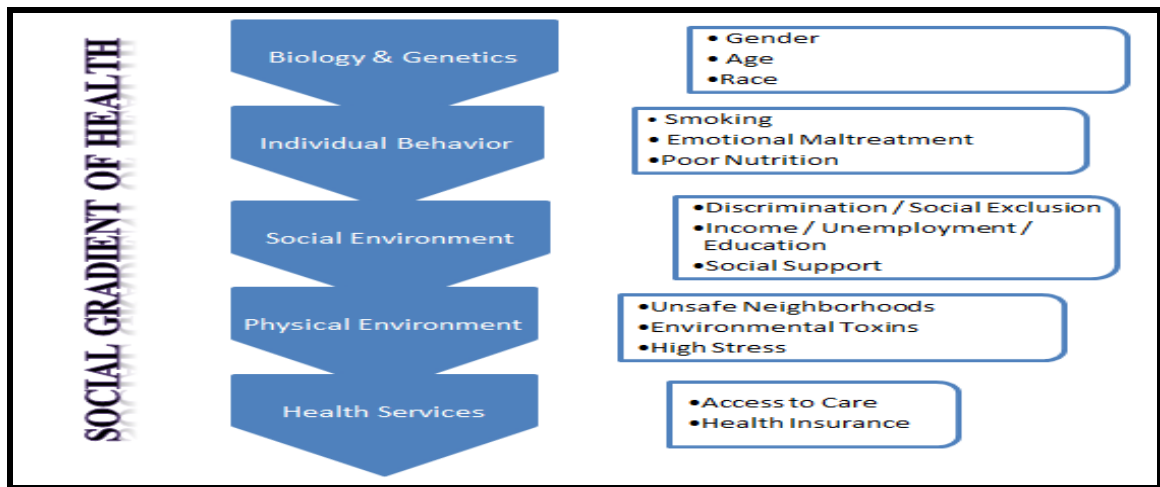 SOCIAL GRADIENT OF HEALTH
Biology & Genetics
• Gender
• Age
•Race
Individual Behavior
• Smoking
• Emotional Maltreatment
•Poor Nutrition
Social Environment
•Discrimination / Social Exclusion
•Income / Unemployment /
Education
•Social Support
Physical Environment
•Unsafe Neighborhoods
•Environmental Toxins
•High Stress
Health Services
•Access to Care
•Health Insurance